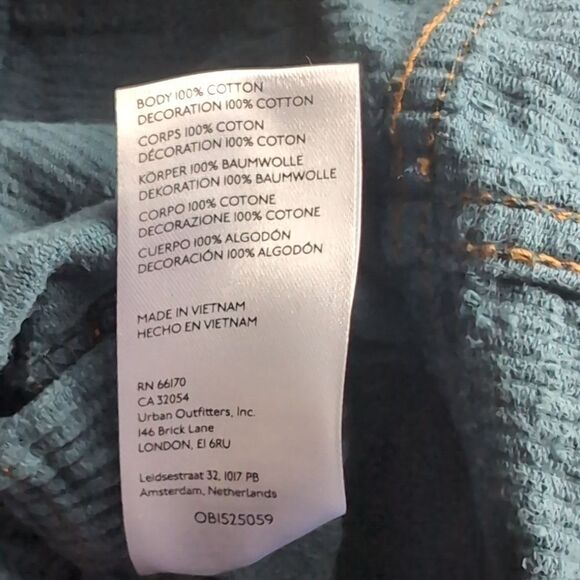 BODY 100% COTTON
DECORATION 100% COTTON
CORPS 100% COTON
DÉCORATION 100% COTON
KÖRPER 100% BAUMWOLLE
DEKORATION 100% BAUMWOLLE
CORPO 100% COTONE
DECORAZIONE 100% COTONE
CUERPO 100% ALGODÓN
DECORACIÓN 100% ALGODÓN
MADE IN VIETNAM
HECHO EN VIETNAM
RN 66170
CA 32054
Urban Outfitters, Inc.
146 Brick Lane
LONDON, E1 6RU
Leidsestraat 32, 1017 PB
Amsterdam, Netherlands
OB1525059